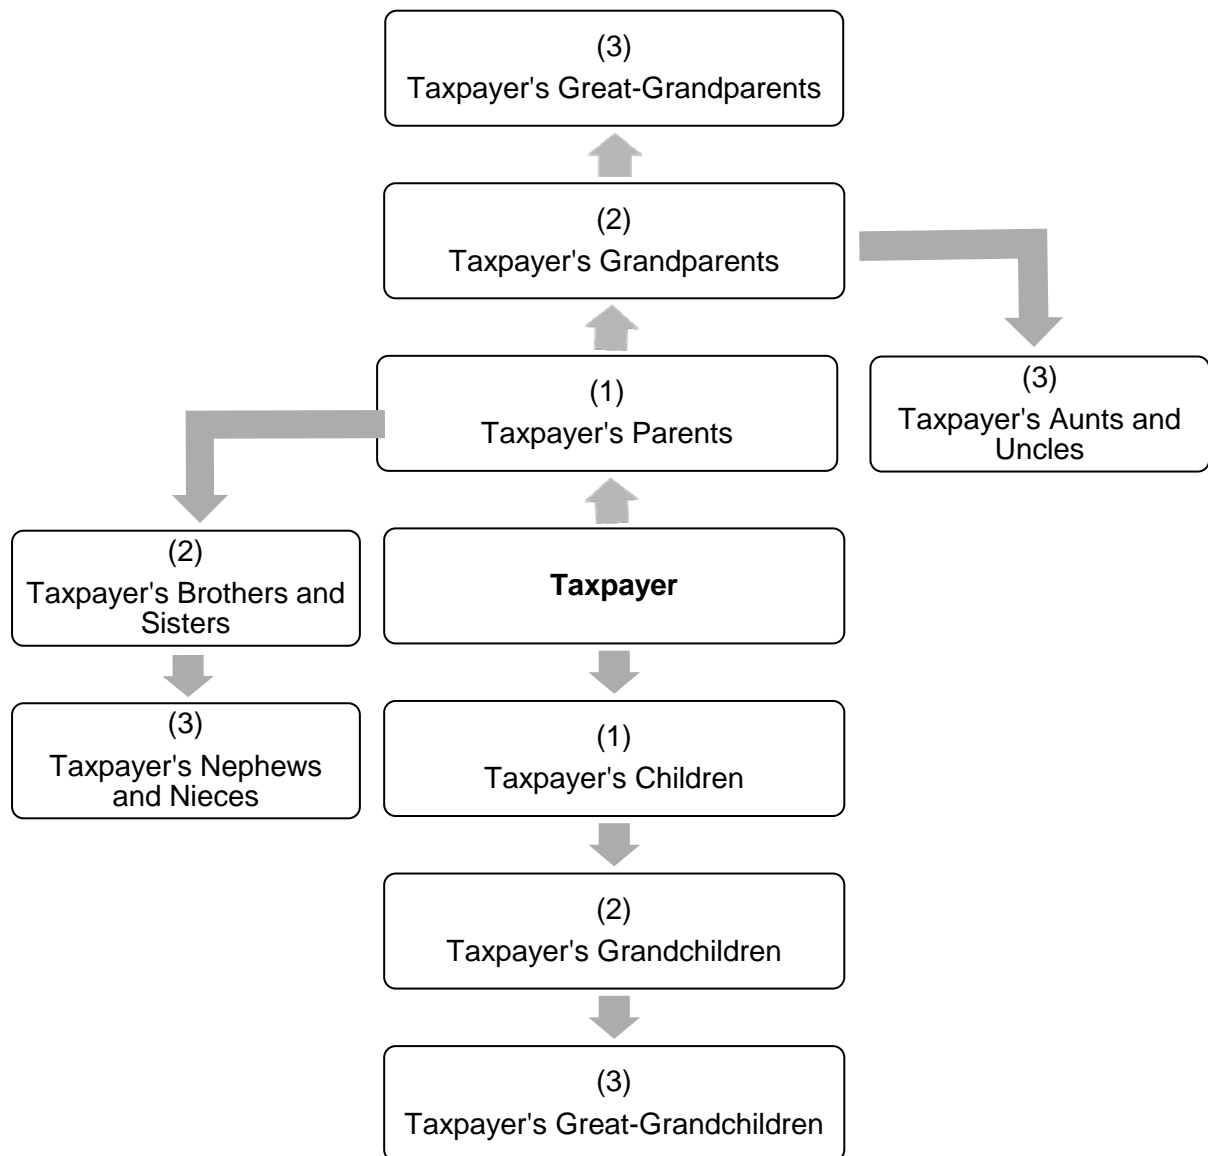 (3)
Taxpayer's Great-Grandparents
(2)
Taxpayer's Grandparents
(1)
Taxpayer's Parents
(3)
Taxpayer's Aunts and
Uncles
(2)
Taxpayer's Brothers and
Sisters
Taxpayer
(3)
Taxpayer's Nephews
and Nieces
(1)
Taxpayer's Children
(2)
Taxpayer's Grandchildren
(3)
Taxpayer's Great-Grandchildren